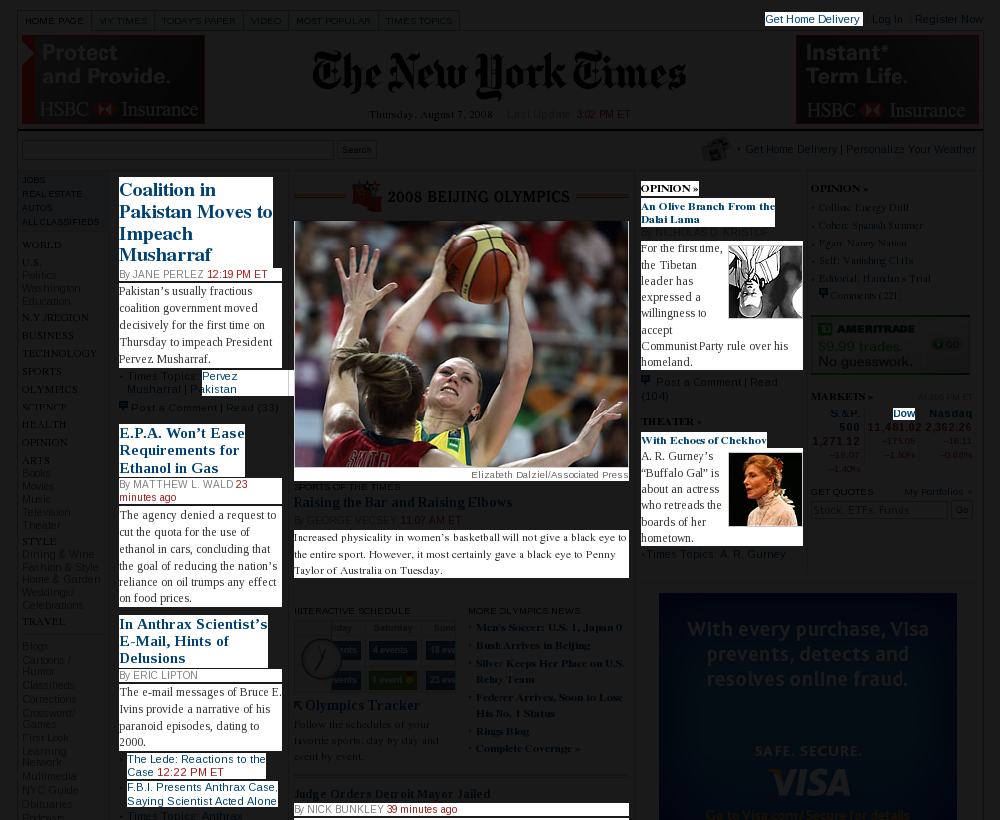 HOME PAGE
MY TIMES
TODAY'S PAPER
VIDEO
MOST POPULAR
TIMES TOPICS
Get Home Delivery
Log In
Register Now
Protect
and Provide.
HSBC Insurance
The New York Times
Thursday, August 7, 2008
Last Update: 3:02 PM ET
Instant*
Term Life.
HSBC Insurance
Search
Get Home Delivery | Personalize Your Weather
JOBS
REAL ESTATE
AUTOS
ALL CLASSIFIEDS
WORLD
U.S.
Politics
Washington
Education
N.Y./REGION
BUSINESS
TECHNOLOGY
SPORTS
OLYMPICS
SCIENCE
HEALTH
OPINION
ARTS
Books
Movies
Music
Television
Theater
STYLE
Dining & Wine
Fashion & Style
Home & Garden
Weddings/
Celebrations
TRAVEL
Blogs
Cartoons /
Humor
Classifieds
Corrections
Crossword/
Games
First Look
Learning
Network
Multimedia
NYC Guide
Obituaries
Podcasts
Coalition in
Pakistan Moves to
Impeach
Musharraf
By JANE PERLEZ 12:19 PM ET
Pakistan's usually fractious
coalition government moved
decisively for the first time on
Thursday to impeach President
Pervez Musharraf.
Times Topics: Pervez
Musharraf | Pakistan
Post a Comment | Read (33)
E.P.A. Won't Ease
Requirements for
Ethanol in Gas
By MATTHEW L. WALD 23
minutes ago
The agency denied a request to
cut the quota for the use of
ethanol in cars, concluding that
the goal of reducing the nation's
reliance on oil trumps any effect
on food prices.
In Anthrax Scientist's
E-Mail, Hints of
Delusions
By ERIC LIPTON
The e-mail messages of Bruce E.
Ivins provide a narrative of his
paranoid episodes, dating to
2000.
The Lede: Reactions to the
Case 12:22 PM ET
F.B.I. Presents Anthrax Case,
Saying Scientist Acted Alone
Times Topics: Anthrax
2008 BEIJING OLYMPICS
Elizabeth Dalziel/Associated Press
SPORTS OF THE TIMES
Raising the Bar and Raising Elbows
By GEORGE VECSEY 11:07 AM ET
Increased physicality in women's basketball will not give a black eye to
the entire sport. However, it most certainly gave a black eye to Penny
Taylor of Australia on Tuesday.
INTERACTIVE SCHEDULE
Saturday
4 events
1 event
Olympics Tracker
Follow the schedules of your
favorite sports, day by day and
event by event.
MORE OLYMPICS NEWS
Men's Soccer: U.S. 1, Japan 0
Bush Arrives in Beijing
Silver Keeps Her Place on U.S.
Relay Team
Federer Arrives, Soon to Lose
His No. 1 Status
Rings Blog
Complete Coverage »
Judge Orders Detroit Mayor Jailed
By NICK BUNKLEY 39 minutes ago
OPINION »
An Olive Branch From the
Dalai Lama
By NICHOLAS D. KRISTOF
For the first time,
the Tibetan
leader has
expressed a
willingness to
accept
Communist Party rule over his
homeland.
Post a Comment | Read
(104)
THEATER »
With Echoes of Chekhov
A. R. Gurney's
“Buffalo Gal” is
about an actress
who retreads the
boards of her
hometown.
Times Topics: A. R. Gurney
OPINION »
Collins: Energy Drill
Cohen: Spanish Summer
Egan: Nanny Nation
Self: Vanishing Cliffs
Editorial: Hamdan's Trial
Comments (221)
TD AMERITRADE
$9.99 trades.
No guesswork.
GO
MARKETS »
S.&P.
500
1,271.12
-18.07
-1.40%
Dow
11,481.02
-175.05
-1.50%
Nasdaq
2,362.26
-16.11
-0.68%
GET QUOTES
My Portfolios »
Stock, ETFs, Funds
Go
With every purchase, Visa
prevents, detects and
resolves online fraud.
SAFE. SECURE.
VISA
Go to Visa.com/Secure for details